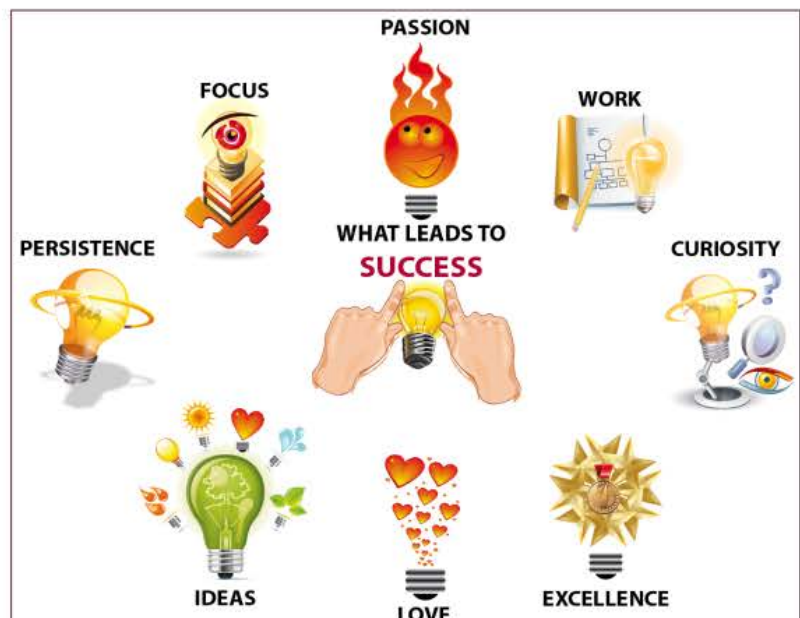 PASSION
FOCUS
WORK
WHAT LEADS TO
SUCCESS
PERSISTENCE
CURIOSITY
?
IDEAS
LOVE
EXCELLENCE